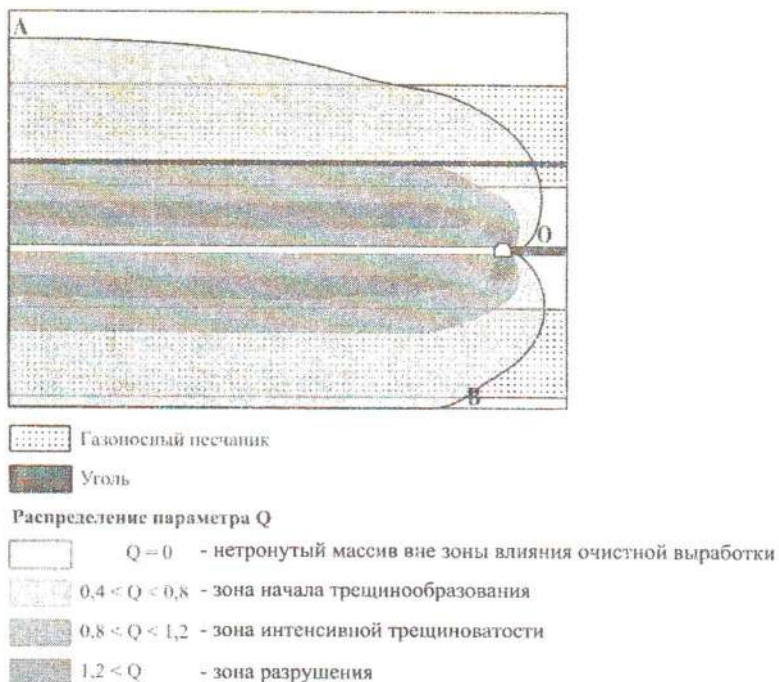 А
О
В
Газоносный песчаник
Уголь
Распределение параметра Q
Q = 0 - нетронутый массив вне зоны влияния очистной выработки
0,4 < Q < 0,8 - зона начала трещинообразования
0.8 < Q < 1,2 - зона интенсивной трещиноватости
1.2 < Q - зона разрушения